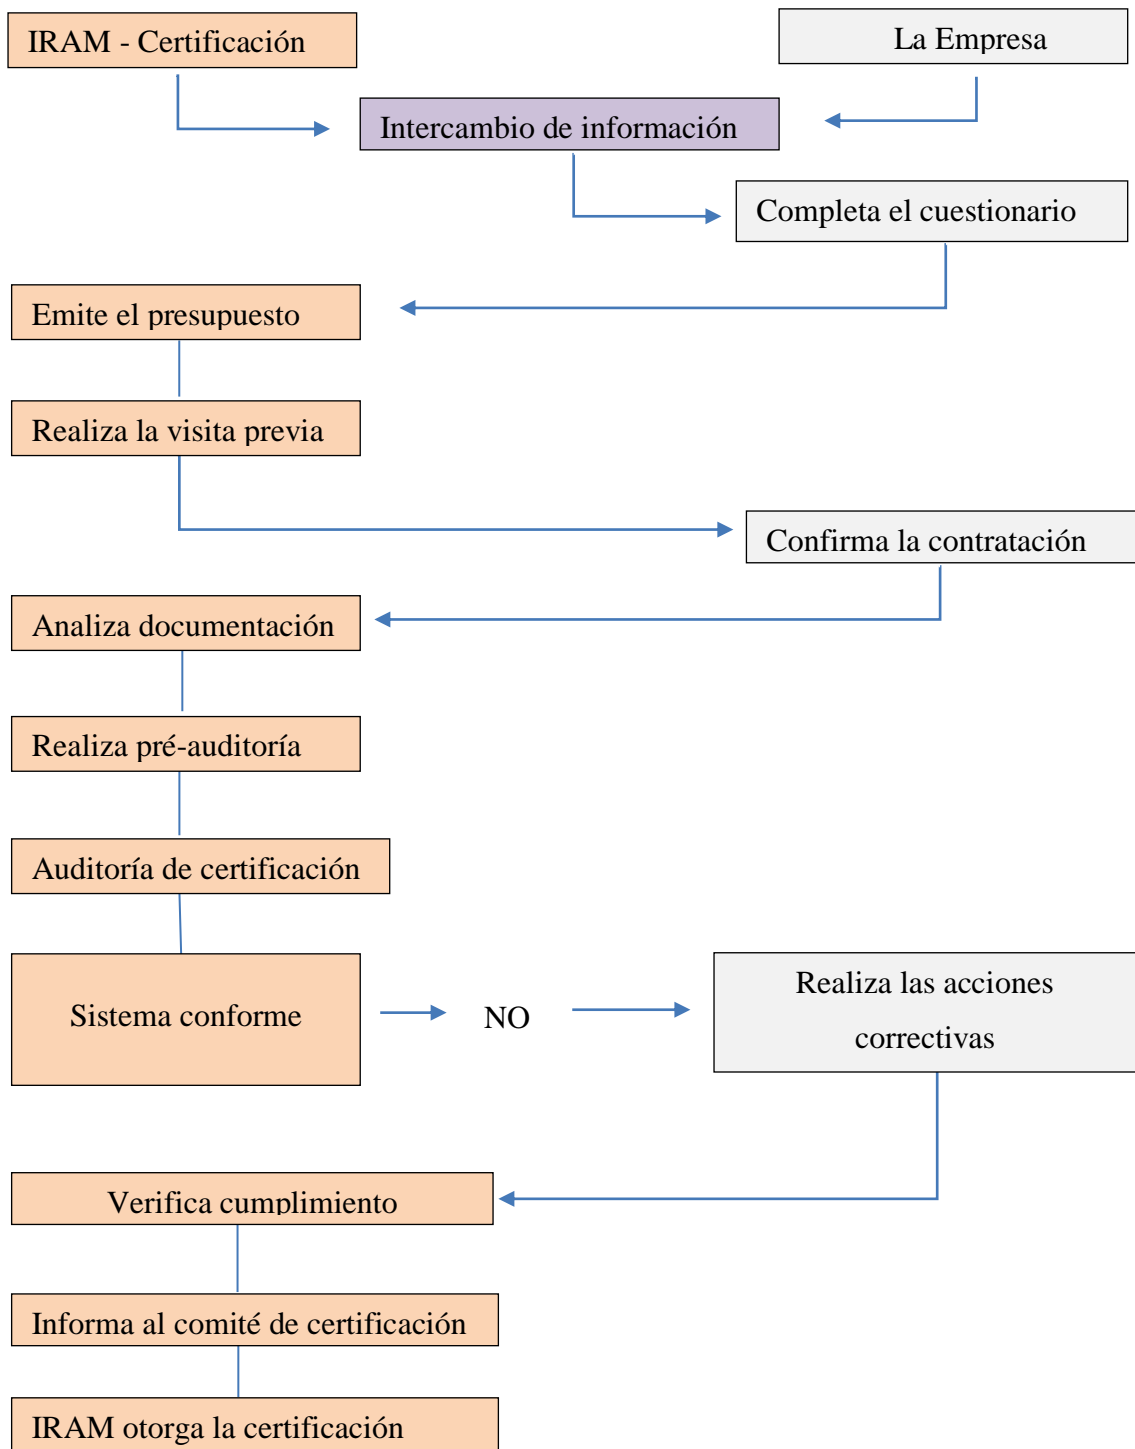 IRAM - Certificación
La Empresa
Intercambio de información
Completa el cuestionario
Emite el presupuesto
Realiza la visita previa
Confirma la contratación
Analiza documentación
Realiza pré-auditoría
Auditoría de certificación
Sistema conforme
NO
Realiza las acciones
correctivas
Verifica cumplimiento
Informa al comité de certificación
IRAM otorga la certificación